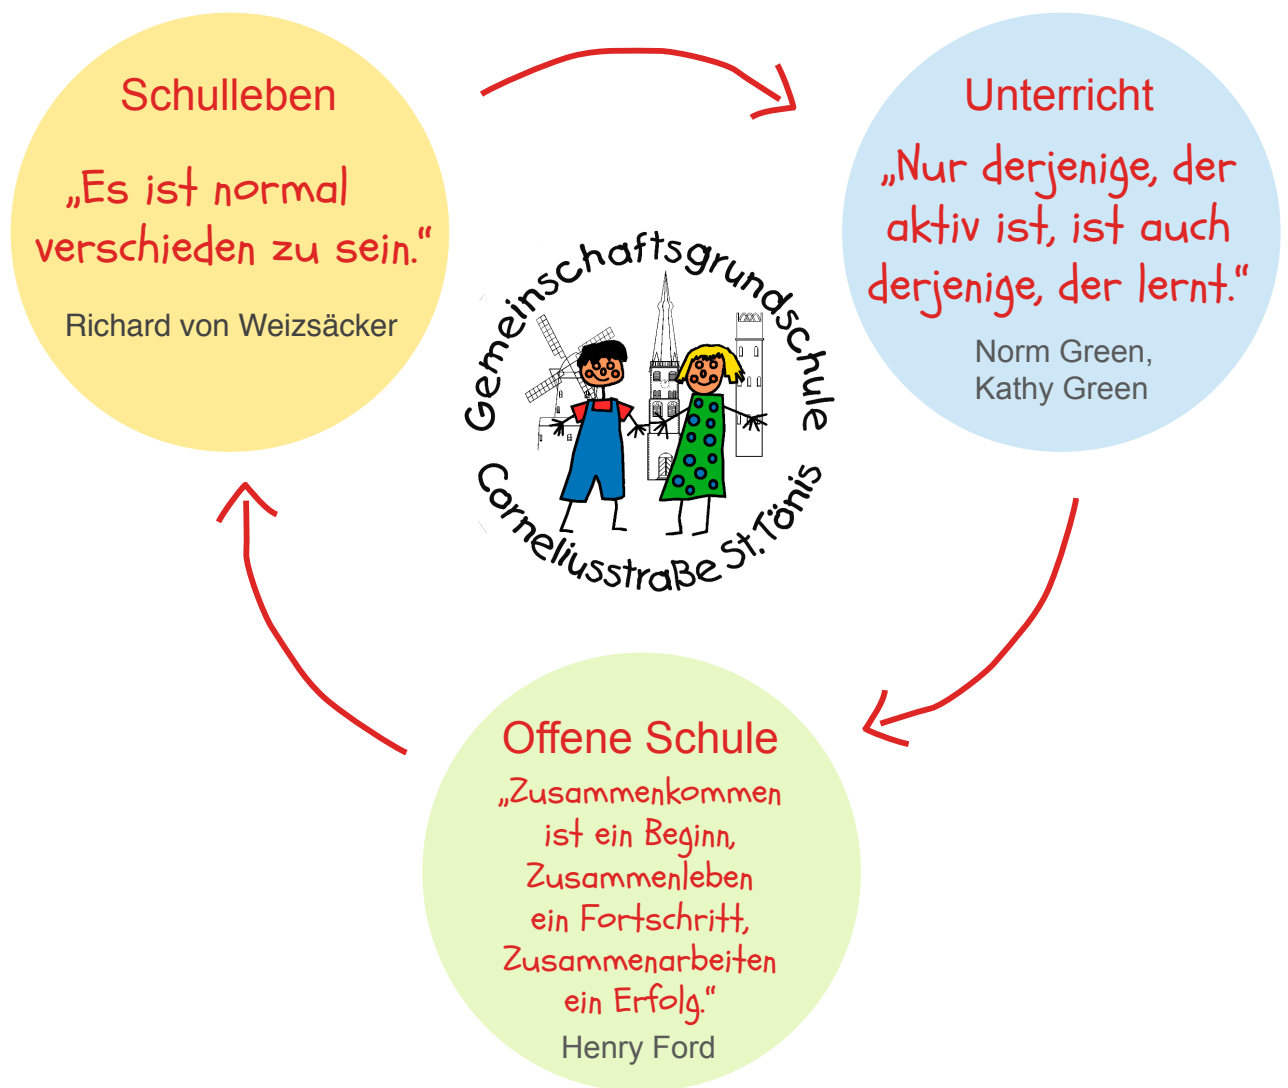 Schulleben
„Es ist normal
verschieden zu sein.“
Richard von Weizsäcker
Unterricht
„Nur derjenige, der
aktiv ist, ist auch
derjenige, der lernt.“
Norm Green,
Kathy Green
Gemeinschaftsgrundschule
Corneliusstraße St. Tönis
Offene Schule
„Zusammenkommen
ist ein Beginn,
Zusammenleben
ein Fortschritt,
Zusammenarbeiten
ein Erfolg.“
Henry Ford